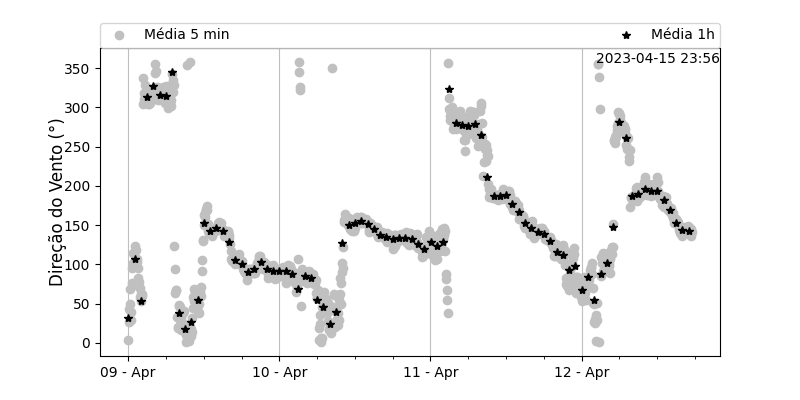 Média 5 min
Média 1h
2023-04-15 23:56
Direção do Vento (°)
350
300
250
200
150
100
50
0
09 - Apr
10 - Apr
11 - Apr
12 - Apr